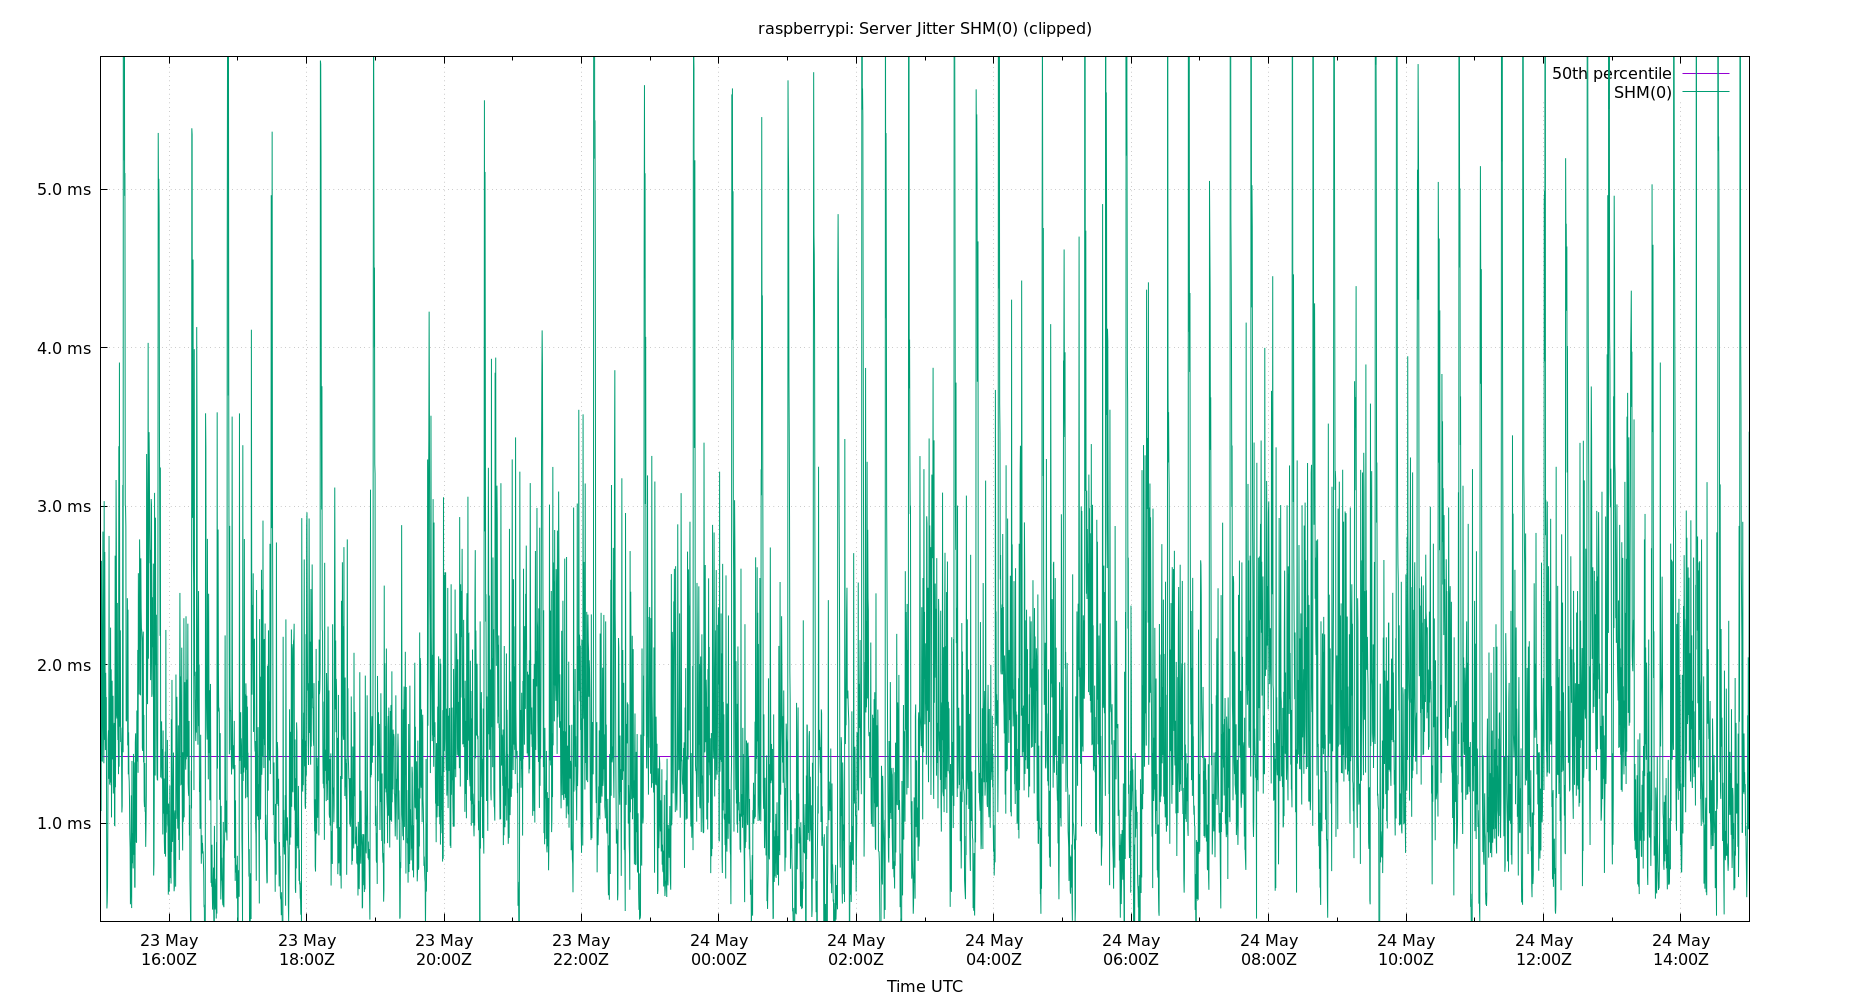 raspberrypi: Server Jitter SHM(0) (clipped)
50th percentile
SHM(0)
5.0 ms
4.0 ms
3.0 ms
2.0 ms
1.0 ms
23 May 23 May 23 May 23 May 24 May 24 May 24 May 24 May 24 May 24 May 24 May 24 May
16:00Z 18:00Z 20:00Z 22:00Z 00:00Z 02:00Z 04:00Z 06:00Z 08:00Z 10:00Z 12:00Z 14:00Z
Time UTC